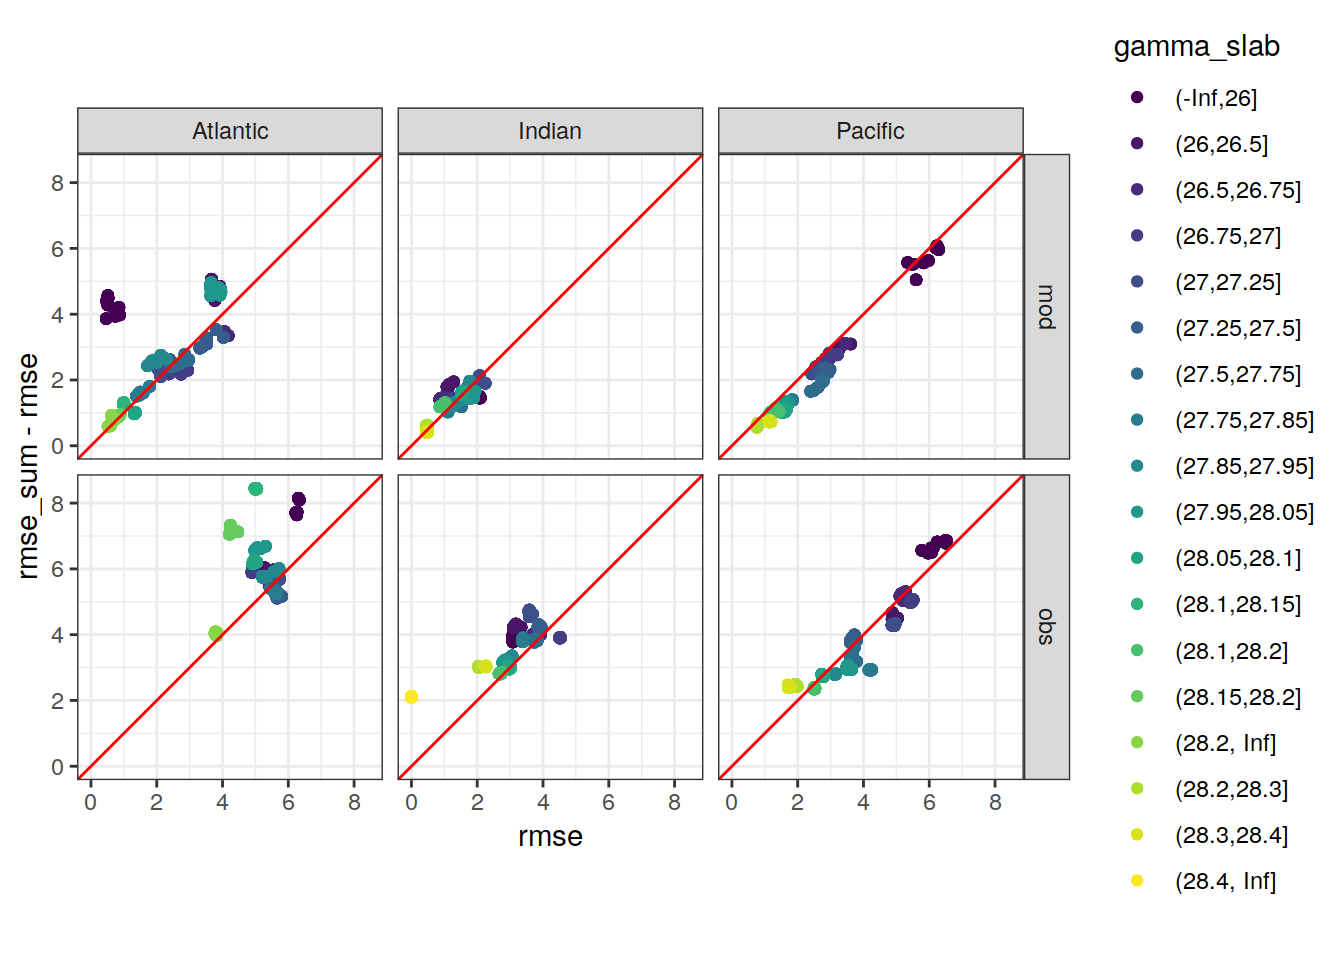 gamma_slab
(-Inf,26]
(26,26.5]
(26.5,26.75]
(26.75,27]
(27,27.25]
(27.25,27.5]
(27.5,27.75]
(27.75,27.85]
(27.85,27.95]
(27.95,28.05]
(28.05,28.1]
(28.1,28.15]
(28.1,28.2]
(28.15,28.2]
(28.2, Inf]
(28.2,28.3]
(28.3,28.4]
(28.4, Inf]
Atlantic
Indian
Pacific
mod
obs
8
6
4
2
0
8
6
4
2
0
rmse_sum - rmse
0 2 4 6 8
0 2 4 6 8
0 2 4 6 8
rmse